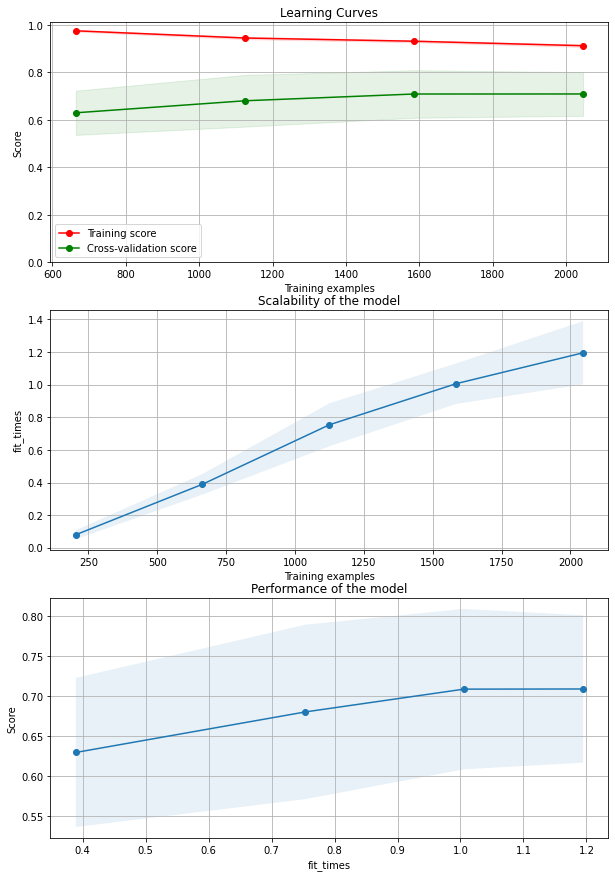 Learning Curves
1.0
0.8
0.6
0.4
0.2
0.0
Score
Training score
Cross-validation score
600 800 1000 1200 1400 1600 1800 2000
Training examples
Scalability of the model
1.4
1.2
1.0
0.8
0.6
0.4
0.2
0.0
fit_times
250 500 750 1000 1250 1500 1750 2000
Training examples
Performance of the model
0.80
0.75
0.70
0.65
0.60
0.55
Score
0.4 0.5 0.6 0.7 0.8 0.9 1.0 1.1 1.2
fit_times